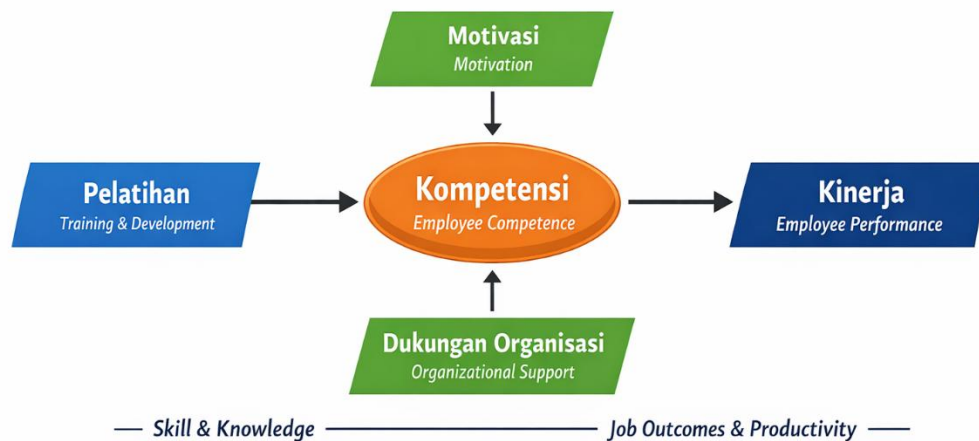 Motivasi
Motivation
Pelatihan
Training & Development
Kompetensi
Employee Competence
Kinerja
Employee Performance
Dukungan Organisasi
Organizational Support
Skill & Knowledge
Job Outcomes & Productivity